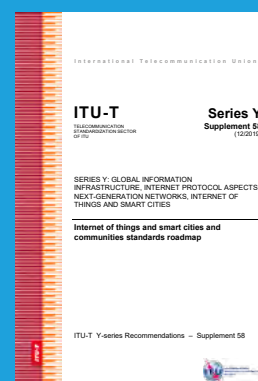 International Telecommunication Union
ITU-T
Series Y
TELECOMMUNICATION
STANDARDIZATION SECTOR
OF ITU
Supplement 58
(12/2019
SERIES Y: GLOBAL INFORMATION
INFRASTRUCTURE, INTERNET PROTOCOL ASPECTS
NEXT-GENERATION NETWORKS, INTERNET OF
THINGS AND SMART CITIES
Internet of things and smart cities and
communities standards roadmap
ITU-T Y-series Recommendations – Supplement 58
ITU-T